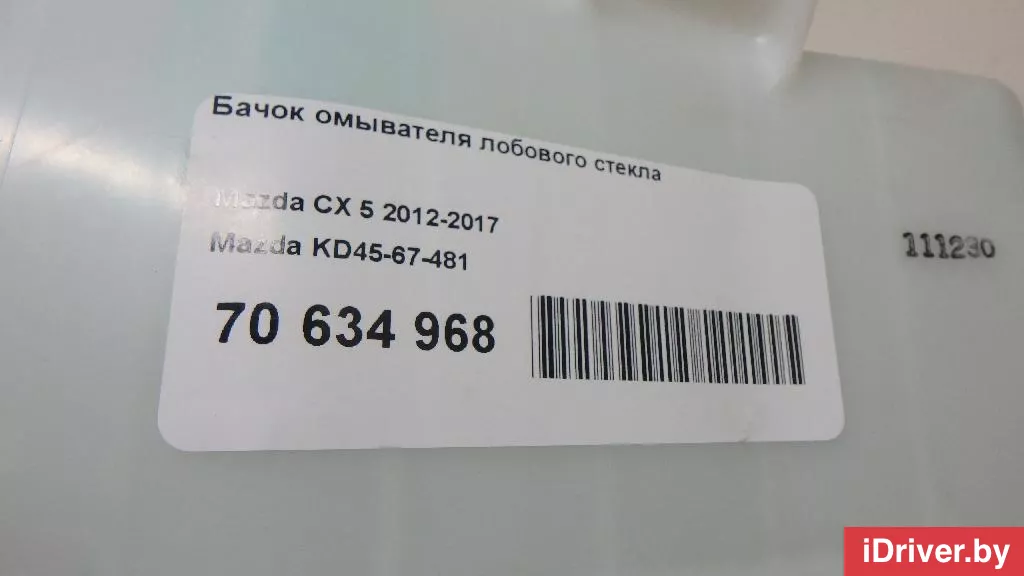 Бачок омывателя лобового стекла
Mazda CX 5 2012-2017
Mazda KD45-67-481
70 634 968
111230
iDriver.by